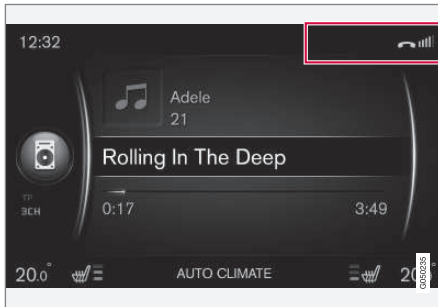 12:32
Adele
21
Rolling In The Deep
TP
3CH
0:17
3:49
20.0°
AUTO CLIMATE
20
G050235